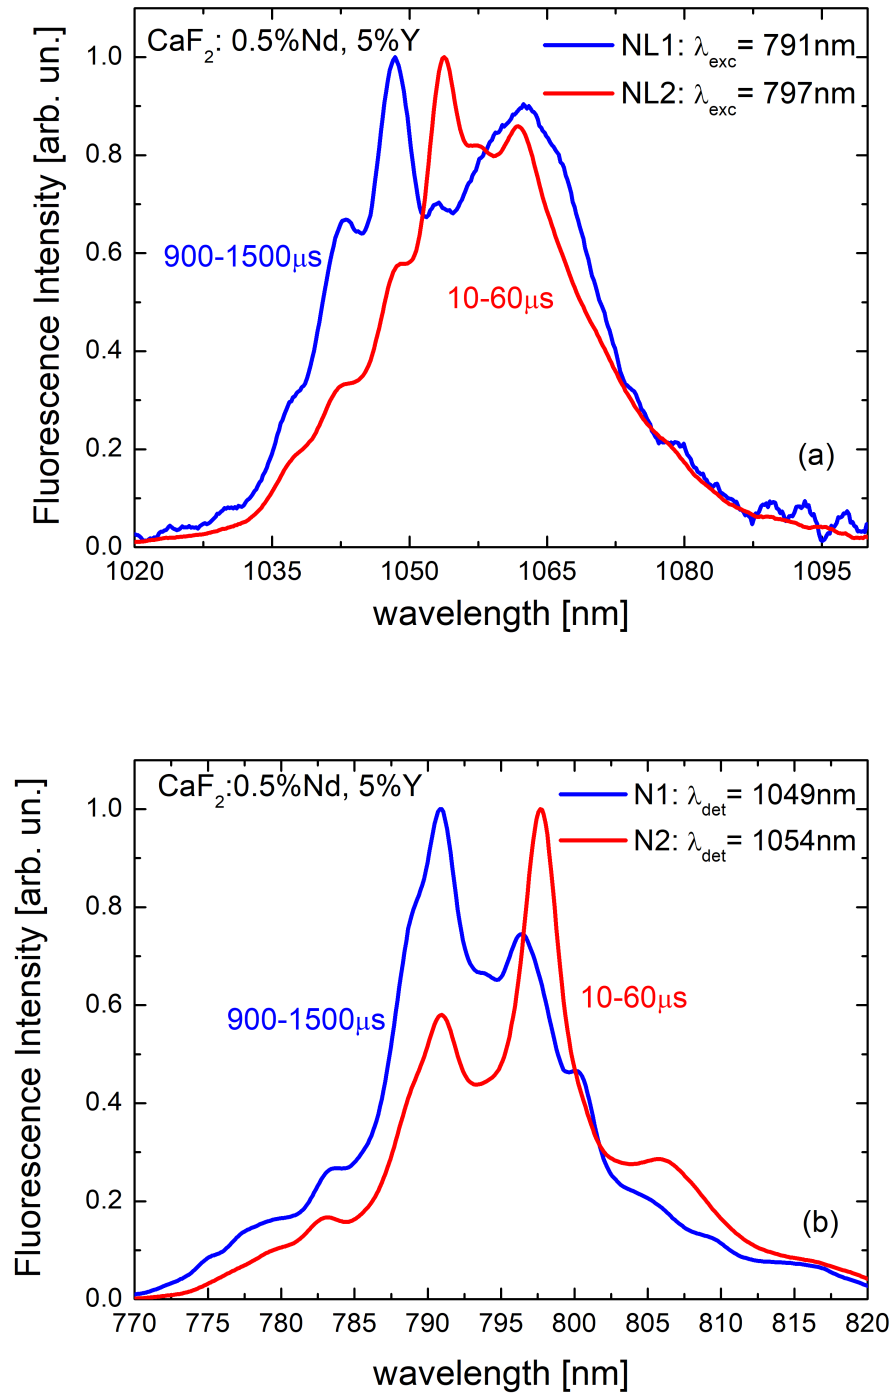 CaF₂: 0.5%Nd, 5%Y
NL1: λexc= 791nm
NL2: λexc= 797nm
900-1500μs
10-60μs
(a)
Fluorescence Intensity [arb. un.]
1.0
0.8
0.6
0.4
0.2
0.0
1020 1035 1050 1065 1080 1095
wavelength [nm]
CaF₂:0.5%Nd, 5%Y
N1: λdet= 1049nm
N2: λdet= 1054nm
900-1500μs
10-60μs
(b)
Fluorescence Intensity [arb. un.]
1.0
0.8
0.6
0.4
0.2
0.0
770 775 780 785 790 795 800 805 810 815 820
wavelength [nm]